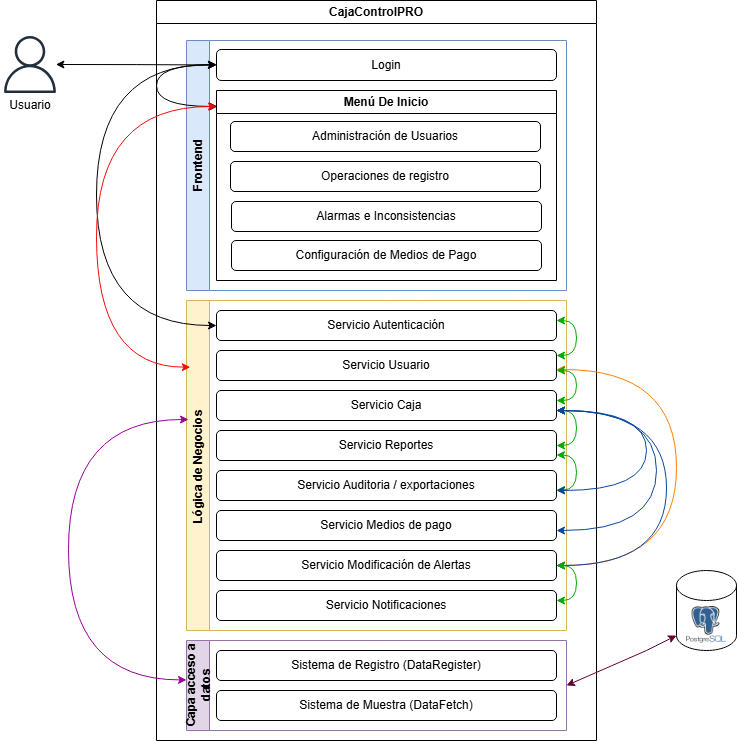 CajaControlPRO
Usuario
Frontend
Login
Menú De Inicio
Administración de Usuarios
Operaciones de registro
Alarmas e Inconsistencias
Configuración de Medios de Pago
Lógica de Negocios
Servicio Autenticación
Servicio Usuario
Servicio Caja
Servicio Reportes
Servicio Auditoria / exportaciones
Servicio Medios de pago
Servicio Modificación de Alertas
Servicio Notificaciones
Capa acceso a
datos
Sistema de Registro (DataRegister)
Sistema de Muestra (DataFetch)
PostgreSQL